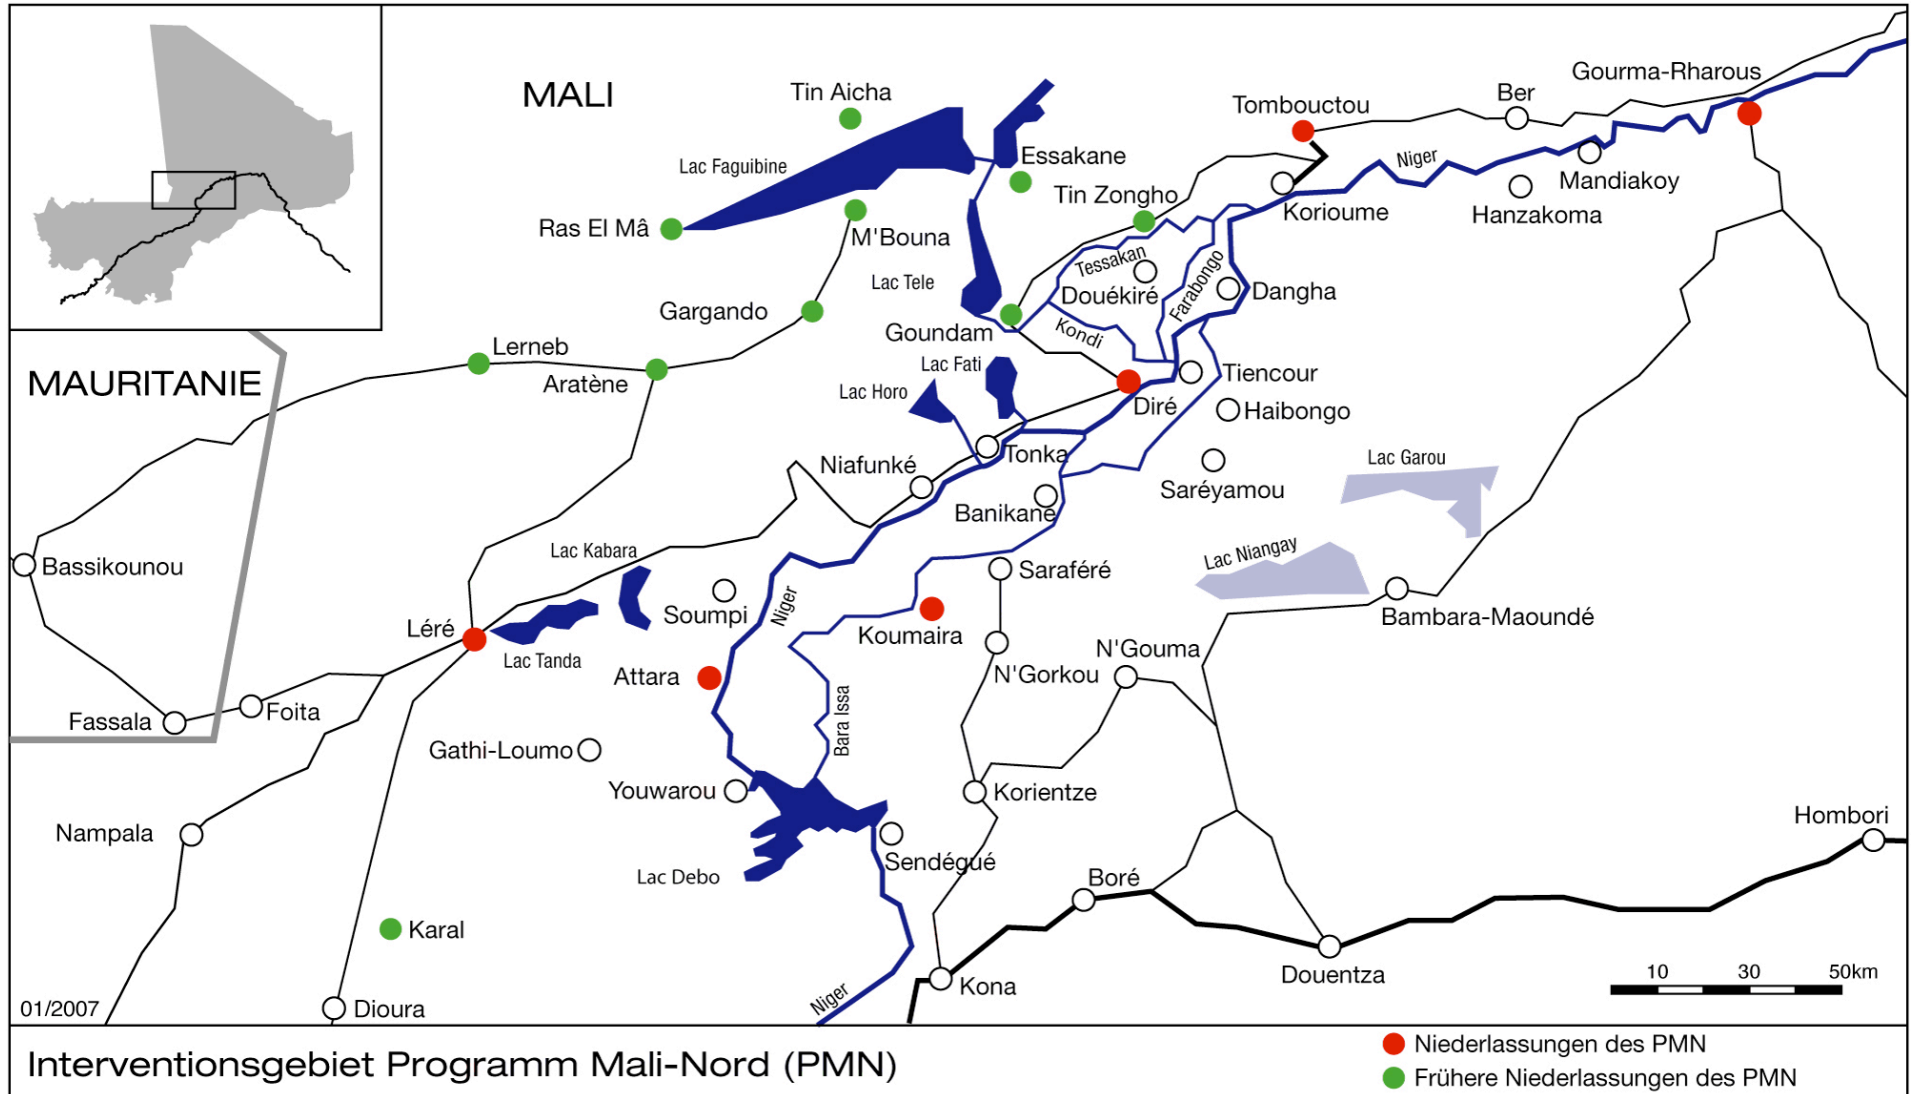 MALI
Tin Aicha
Tombouctou
Ber
Gourma-Rharous
Lac Faguibine
Essakane
Niger
Mandiakoy
Tin Zongho
Hanzakoma
Korioume
Ras El Mâ
M'Bouna
Tessakan
Lac Tele
Douékiré
Farabongo
Dangha
Gargando
Goundam
Kondi
Lerneb
Lac Fati
MAURITANIE
Aratène
Lac Horo
Tiencour
Diré
Haibongo
Niafunké
Tonka
Lac Garou
Saréyamou
Banikane
Lac Kabara
Lac Niangay
Bassikounou
Saraféré
Soumpi
Niger
Léré
Koumaira
Bambara-Maoundé
Lac Tanda
N'Gouma
Attara
N'Gorkou
Foita
Fassala
Bara Issa
Gathi-Loumo
Youwarou
Korientze
Nampala
Hombori
Sendégué
Lac Debo
Boré
Karal
Douentza
10 30 50km
Kona
Niger
01/2007
Dioura
Interventionsgebiet Programm Mali-Nord (PMN)
Niederlassungen des PMN
Frühere Niederlassungen des PMN